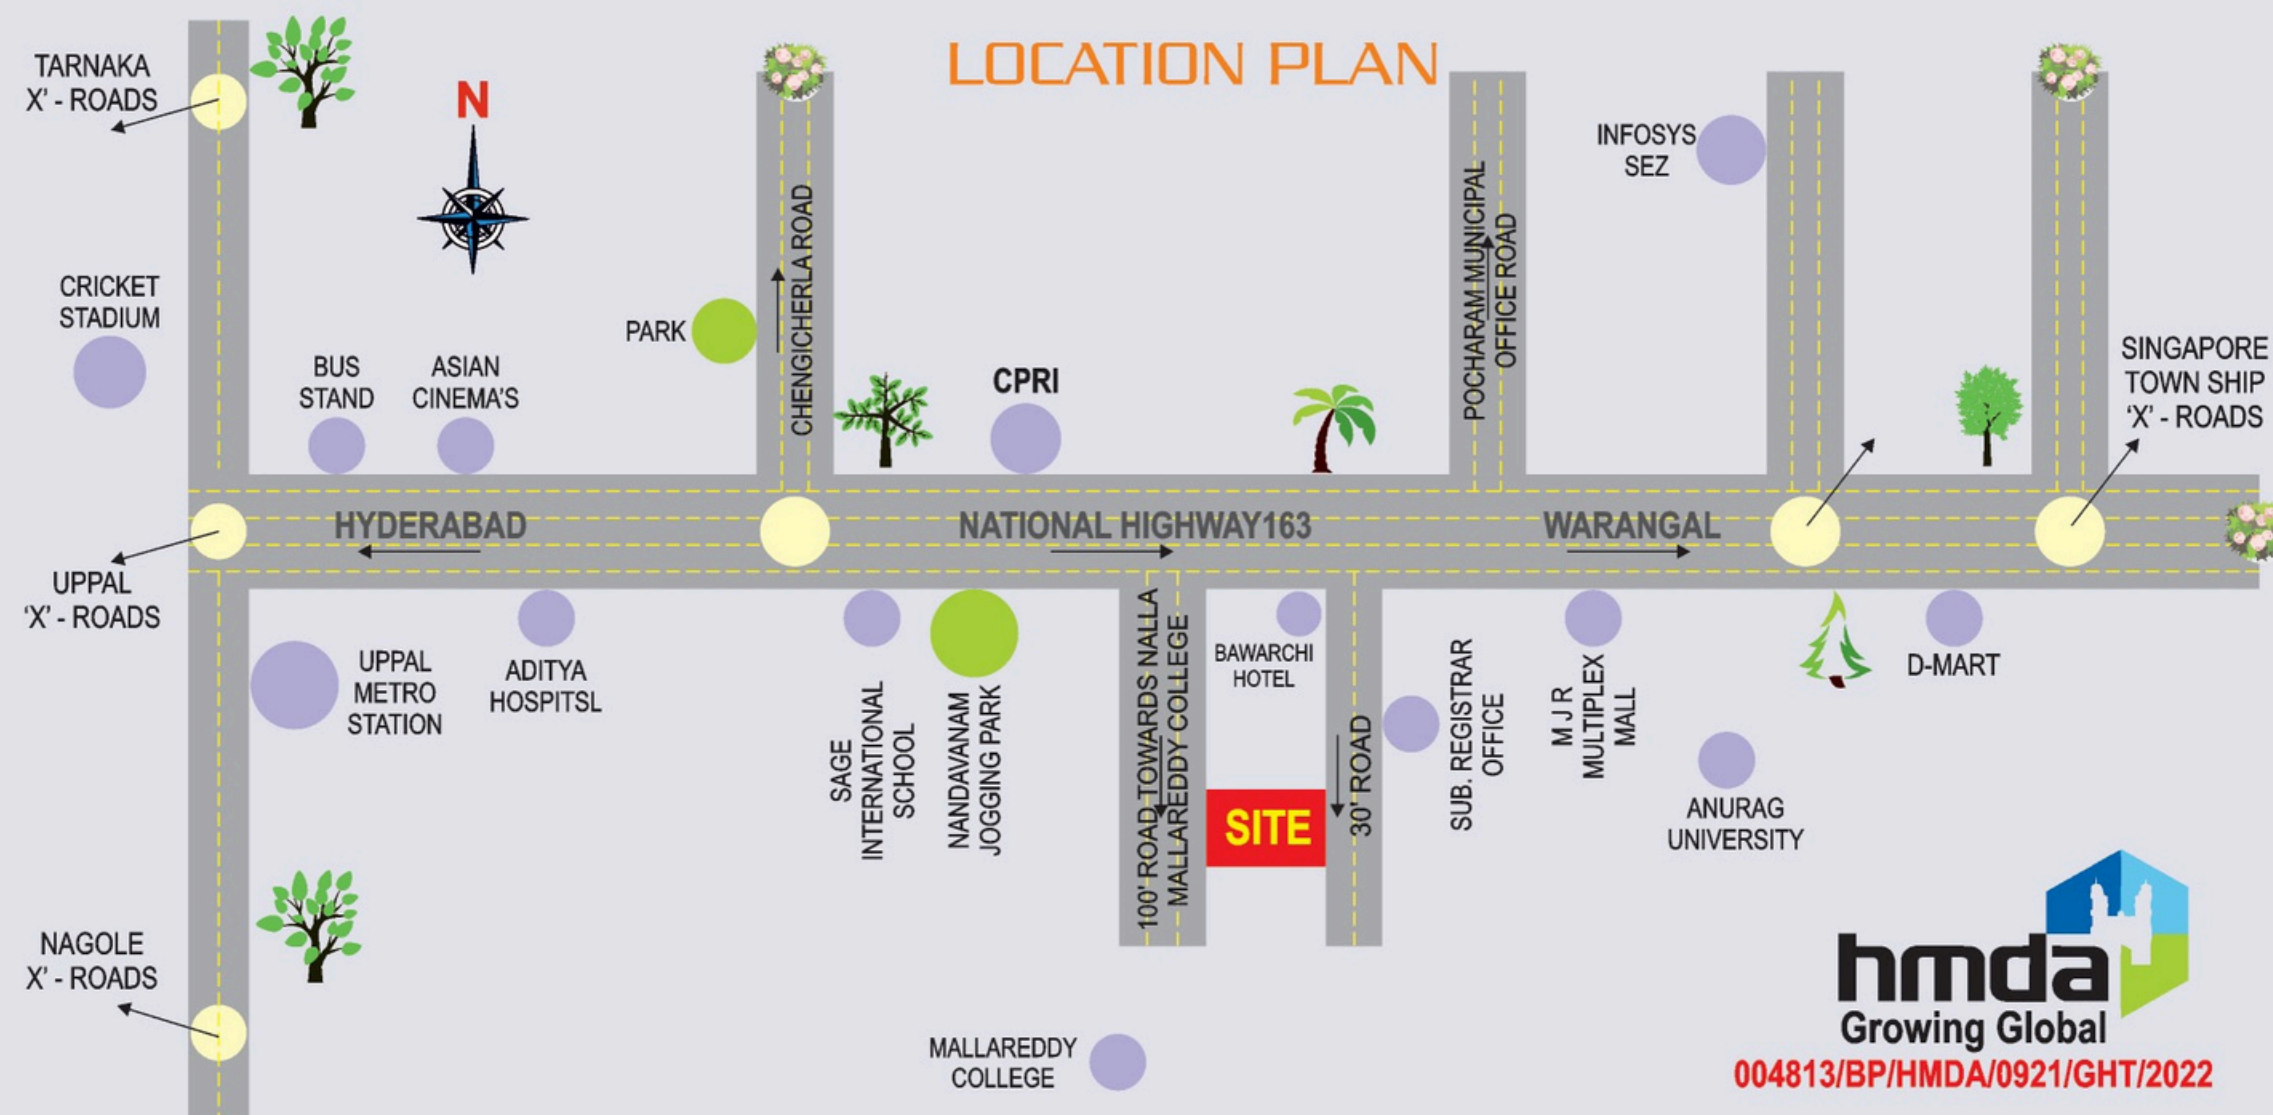 LOCATION PLAN
TARNAKA
X' - ROADS
N
INFOSYS
SEZ
CHENGICHERLA ROAD
POCHARAM MUNICIPAL
OFFICE ROAD
CRICKET
STADIUM
PARK
BUS
STAND
ASIAN
CINEMA'S
CPRI
SINGAPORE
TOWN SHIP
'X' - ROADS
HYDERABAD
NATIONAL HIGHWAY163
WARANGAL
UPPAL
'X' - ROADS
UPPAL
METRO
STATION
ADITYA
HOSPITSL
SAGE
INTERNATIONAL
SCHOOL
NANDAVANAM
JOGGING PARK
100' ROAD TOWARDS NALLA
MALLAREDDY COLLEGE
BAWARCHI
HOTEL
SITE
30' ROAD
SUB. REGISTRAR
OFFICE
M J R
MULTIPLEX
MALL
D-MART
ANURAG
UNIVERSITY
NAGOLE
X' - ROADS
MALLAREDDY
COLLEGE
hmda
Growing Global
004813/BP/HMDA/0921/GHT/2022